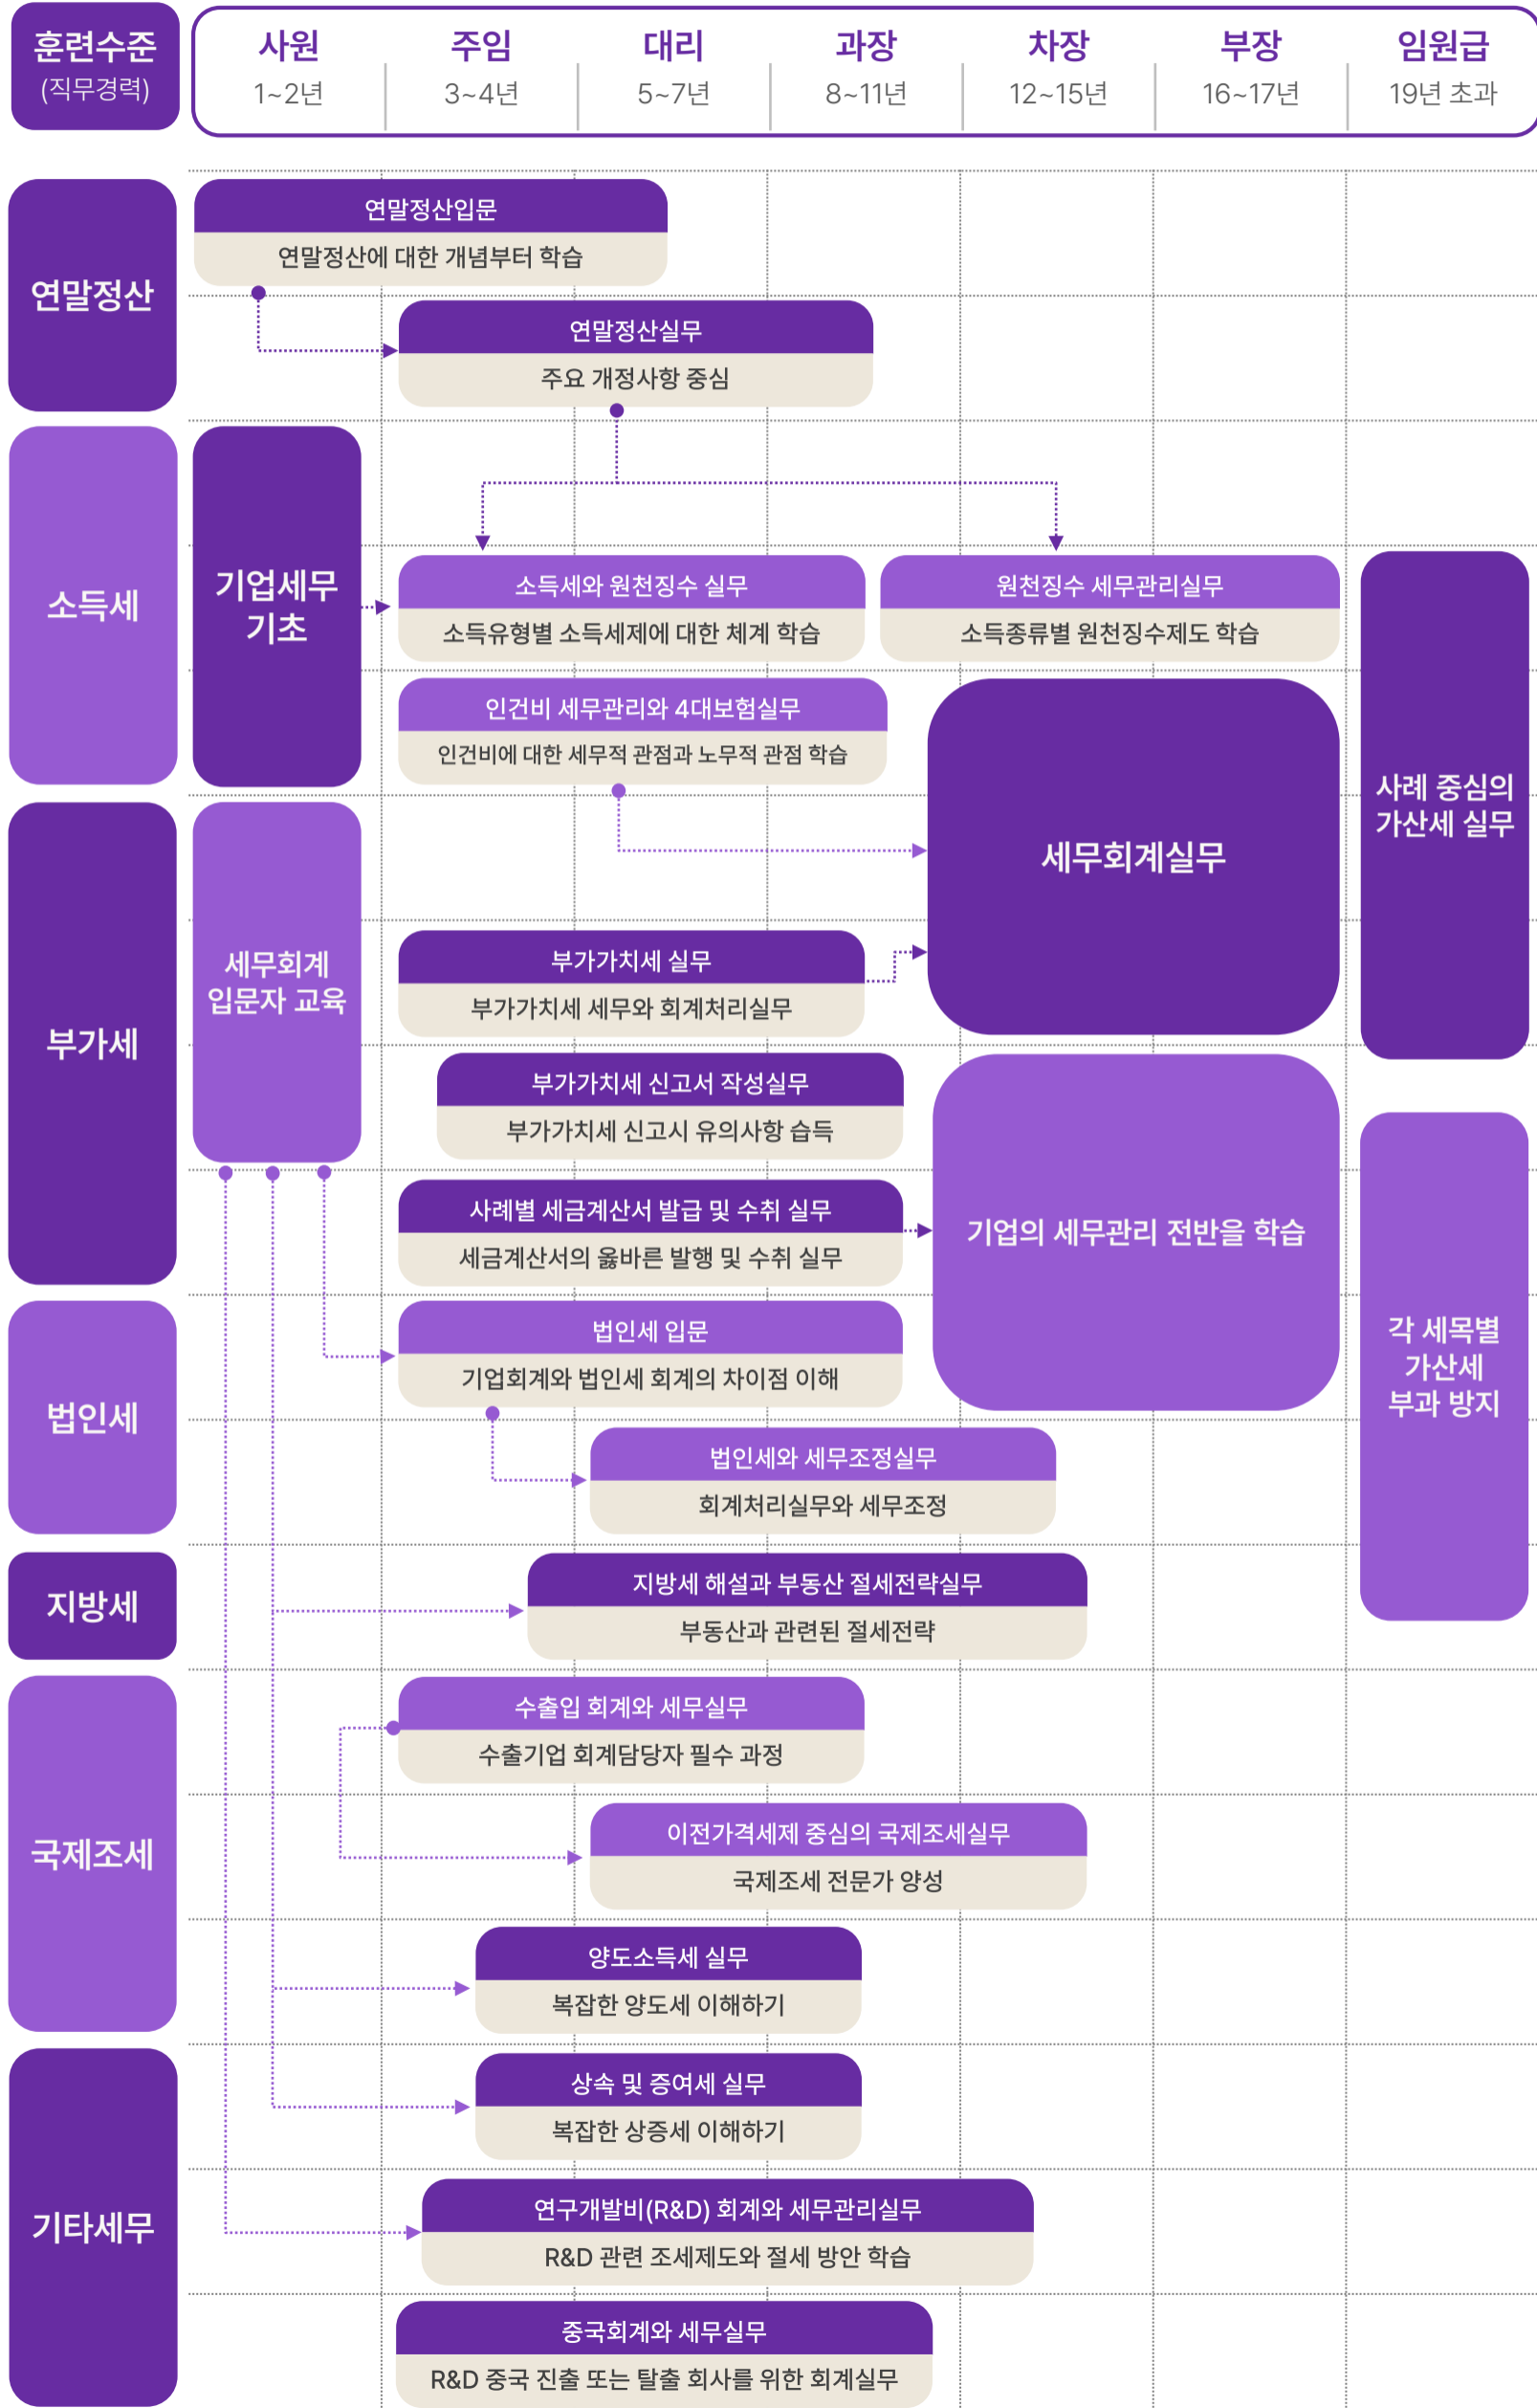 훈련수준
(직무경력)
사원
1~2년
주임
3~4년
대리
5~7년
과장
8~11년
차장
12~15년
부장
16~17년
임원급
19년 초과
연말정산
연말정산입문
연말정산에 대한 개념부터 학습
연말정산실무
주요 개정사항 중심
소득세
기업세무
기초
소득세와 원천징수 실무
소득유형별 소득세제에 대한 체계 학습
원천징수 세무관리실무
소득종류별 원천징수제도 학습
인건비 세무관리와 4대보험실무
인건비에 대한 세무적 관점과 노무적 관점 학습
세무회계실무
사례 중심의
가산세 실무
부가세
세무회계
입문자 교육
부가가치세 실무
부가가치세 세무와 회계처리실무
부가가치세 신고서 작성실무
부가가치세 신고시 유의사항 습득
사례별 세금계산서 발급 및 수취 실무
세금계산서의 옳바른 발행 및 수취 실무
기업의 세무관리 전반을 학습
각 세목별
가산세
부과 방지
법인세
법인세 입문
기업회계와 법인세 회계의 차이점 이해
법인세와 세무조정실무
회계처리실무와 세무조정
지방세
지방세 해설과 부동산 절세전략실무
부동산과 관련된 절세전략
국제조세
수출입 회계와 세무실무
수출기업 회계담당자 필수 과정
이전가격세제 중심의 국제조세실무
국제조세 전문가 양성
양도소득세 실무
복잡한 양도세 이해하기
기타세무
상속 및 증여세 실무
복잡한 상증세 이해하기
연구개발비(R&D) 회계와 세무관리실무
R&D 관련 조세제도와 절세 방안 학습
중국회계와 세무실무
R&D 중국 진출 또는 탈출 회사를 위한 회계실무